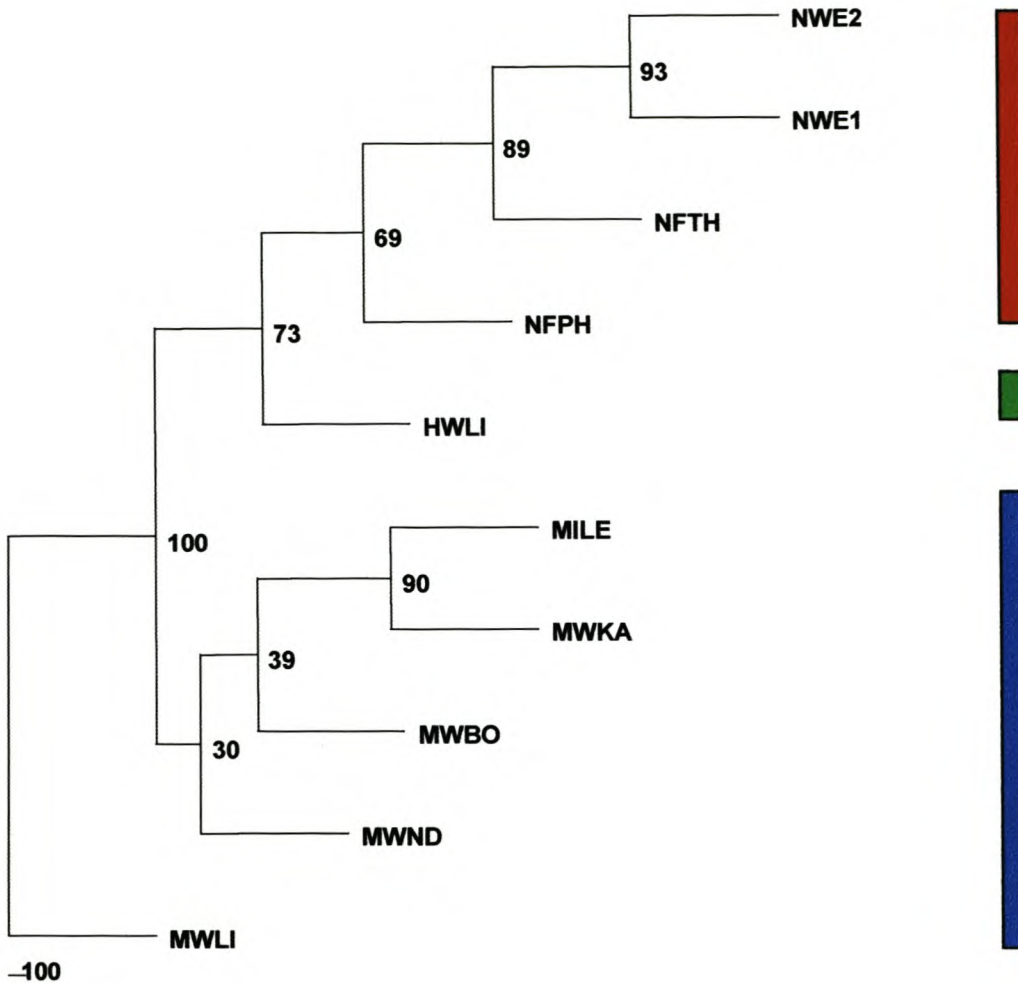 NWE2
93
NWE1
89
NFTH
69
NFPH
73
HWLI
MILE
100
90
MWKA
39
MWBO
30
MWND
MWLI
100